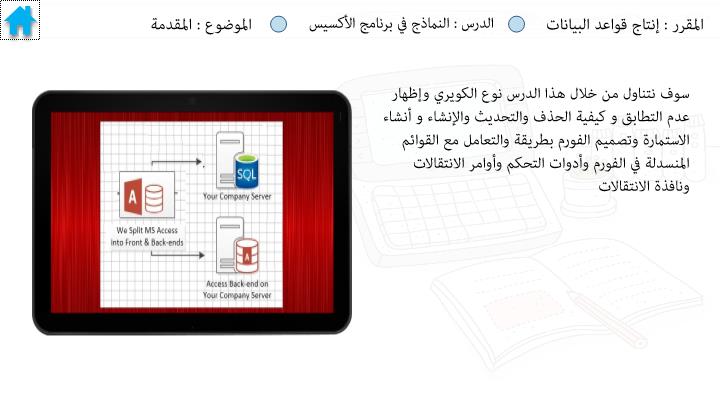 المقرر : إنتاج قواعد البيانات
الدرس : النماذج في برنامج الأكسيس
الموضوع : المقدمة
سوف نتناول من خلال هذا الدرس نوع الكويري وإظهار
عدم التطابق و كيفية الحذف والتحديث والإنشاء و أنشاء
الاستمارة وتصميم الفورم بطريقة والتعامل مع القوائم
المنسدلة في الفورم وأدوات التحكم وأوامر الانتقالات
ونافذة الانتقالات
SQL
Your Company Server
A
We Split MS Access
into Front & Back-ends
A
Access Back-end on
Your Company Server